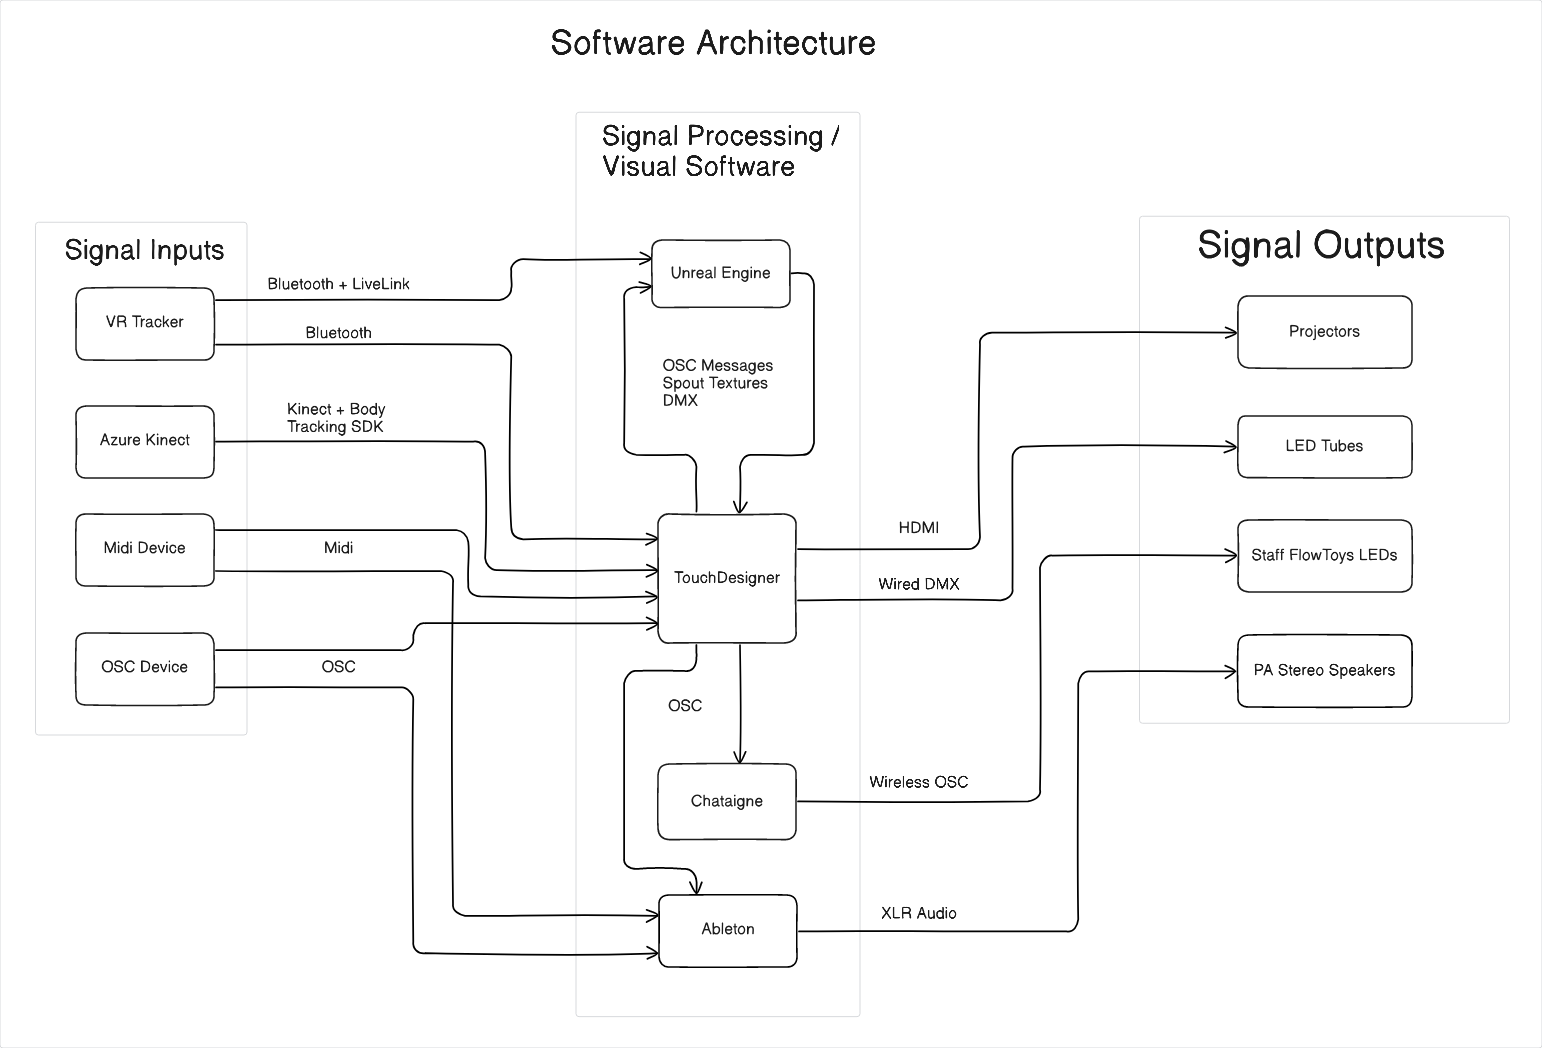 Software Architecture
Signal Inputs
VR Tracker
Azure Kinect
Midi Device
OSC Device
Bluetooth + LiveLink
Bluetooth
Kinect + Body
Tracking SDK
Midi
OSC
Signal Processing /
Visual Software
Unreal Engine
OSC Messages
Spout Textures
DMX
TouchDesigner
OSC
Chataigne
Ableton
HDMI
Wired DMX
Wireless OSC
XLR Audio
Signal Outputs
Projectors
LED Tubes
Staff FlowToys LEDs
PA Stereo Speakers